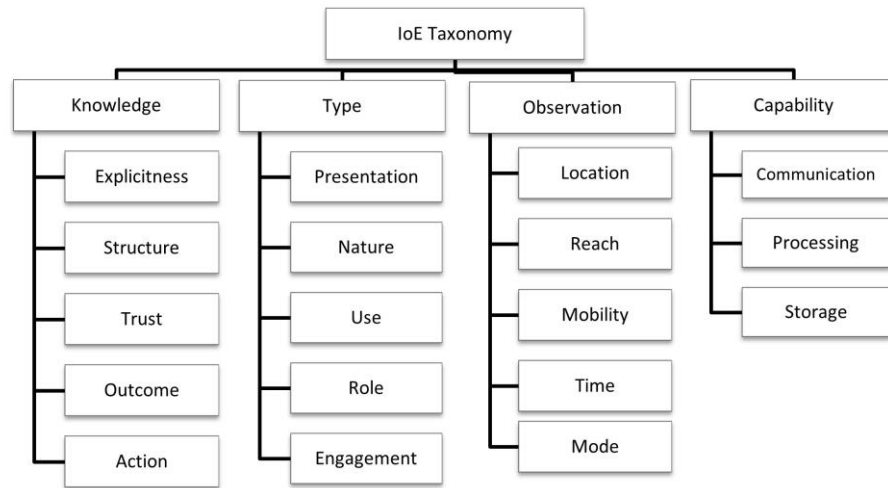 IoE Taxonomy
Knowledge
Type
Observation
Capability
Explicitness
Structure
Trust
Outcome
Action
Presentation
Nature
Use
Role
Engagement
Location
Reach
Mobility
Time
Mode
Communication
Processing
Storage